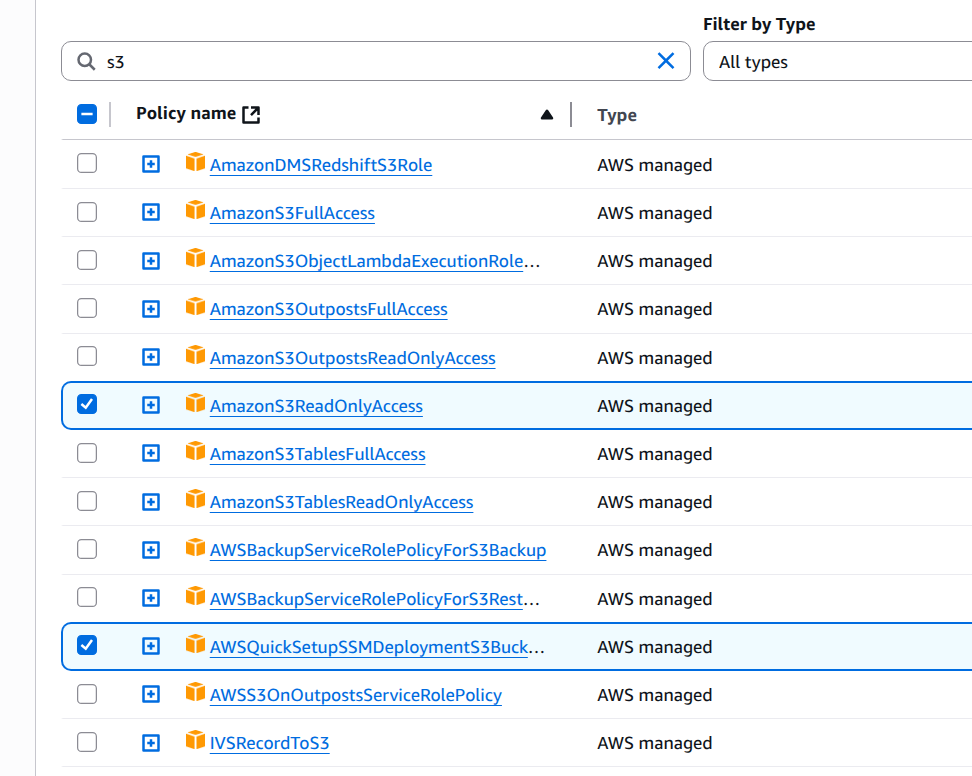 Filter by Type
s3
All types
Policy name
Type
AmazonDMSRedshiftS3Role AWS managed
AmazonS3FullAccess AWS managed
AmazonS3ObjectLambdaExecutionRole... AWS managed
AmazonS3OutpostsFullAccess AWS managed
AmazonS3OutpostsReadOnlyAccess AWS managed
AmazonS3ReadOnlyAccess AWS managed
AmazonS3TablesFullAccess AWS managed
AmazonS3TablesReadOnlyAccess AWS managed
AWSBackupServiceRolePolicyForS3Backup AWS managed
AWSBackupServiceRolePolicyForS3Rest... AWS managed
AWSQuickSetupSSMDeploymentS3Buck... AWS managed
AWSS3OnOutpostsServiceRolePolicy AWS managed
IVSRecordToS3 AWS managed